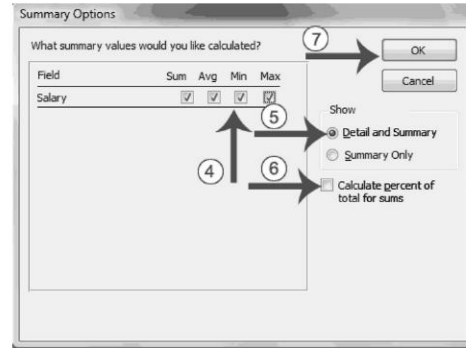 Summary Options
What summary values would you like calculated?
7
OK
Cancel
Field Sum Avg Min Max
Salary
5
Show
Detail and Summary
Summary Only
4
6
Calculate percent of
total for sums